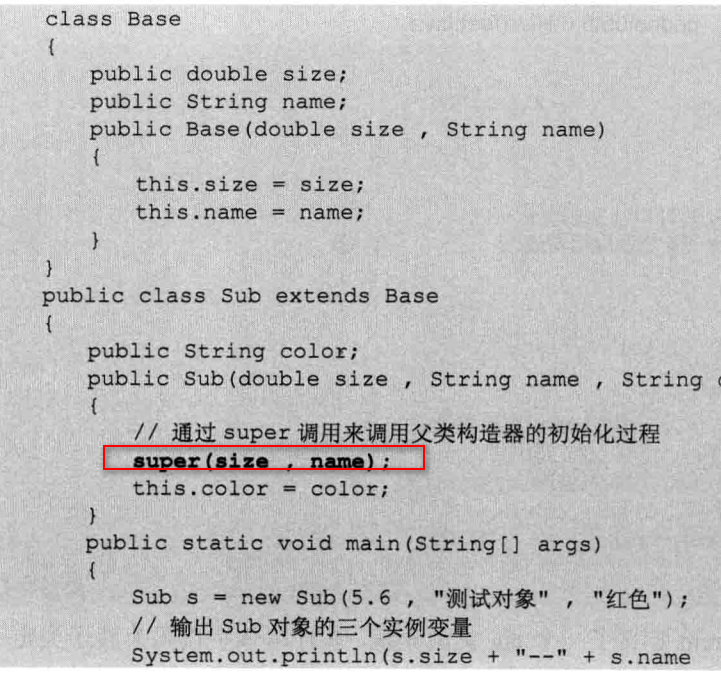 class Base
{
public double size;
public String name;
public Base(double size , String name)
{
this.size = size;
this.name = name;
}
}
public class Sub extends Base
{
public String color;
public Sub(double size , String name , String
{
// 通过 super 调用来调用父类构造器的初始化过程
super(size , name);
this.color = color;
}
public static void main(String[] args)
{
Sub s = new Sub(5.6 , "测试对象" , "红色");
// 输出 Sub 对象的三个实例变量
System.out.println(s.size + "--" + s.name